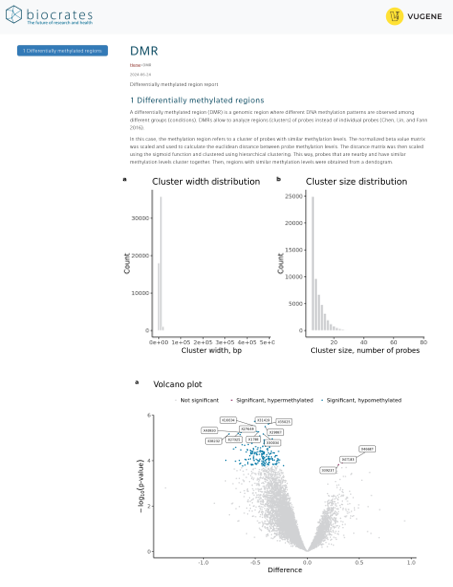 biocrates
The future of research and health
VUGENE
1 Differentially methylated regions
DMR
Home DMR
Differentially methylated region report
1 Differentially methylated regions
A differentially methylated region (DMR) is a genomic region where different DNA methylation patterns are observed among
different groups (conditions). DMRs allow to analyze regions (clusters) of probes instead of individual probes (Chen, Lin, and Fann
2016).
In this case, the methylation region refers to a cluster of probes with similar methylation levels. The normalized beta value matrix
was scaled and used to calculate the euclidean distance between probe methylation levels. The distance matrix was then scaled
using the sigmoid function and clustered using hierarchical clustering. This way, probes that are nearby and have similar
methylation levels cluster together. Then, regions with similar methylation levels were obtained from a dendogram.
a
Cluster width distribution
Count
30000
20000
10000
0
0e+00 1e+05 2e+05 3e+05 4e+05 5e+0
Cluster width, bp
b
Cluster size distribution
Count
25000
20000
15000
10000
5000
0
20 40 60 80
Cluster size, number of probes
a
Volcano plot
Not significant
Significant, hypermethylated
Significant, hypomethylated
−log10(p-value)
6
4
2
0
-1.0 -0.5 0.0 0.5 1.0
Difference